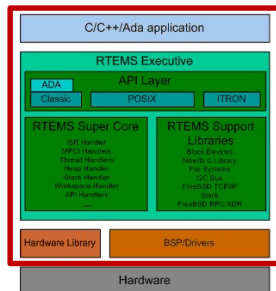 C/C++/Ada application
RTEMS Executive
API Layer
ADA
Classic
POSIX
ITRON
RTEMS Super Core
ISR Handler
MPCI Handlers
Thread Handlers
Head Handler
Stack Handler
Workspace Handler
API Handlers
...
RTEMS Support
Libraries
Block Devices
Newlib C Library
File Systems
I2C Bus
FreeBSD TCP/IP
Stack
FreeBSD RPC/XDR
Hardware Library
BSP/Drivers
Hardware